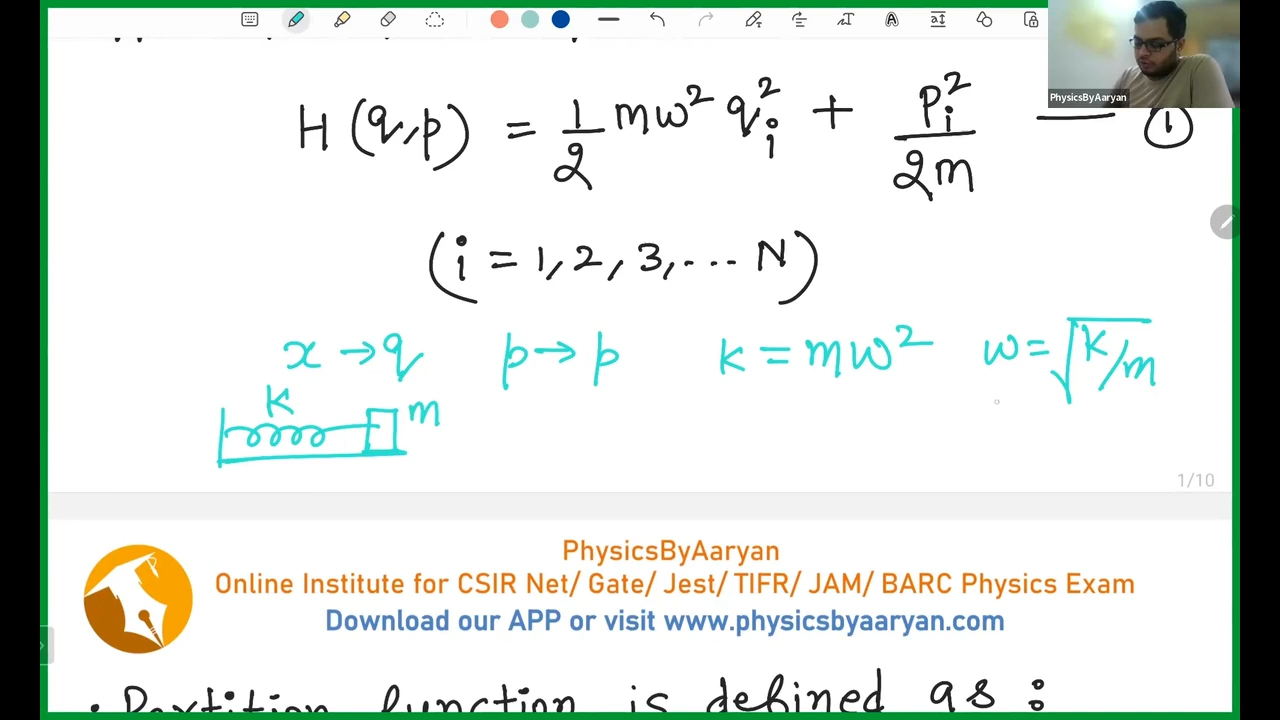 PhysicsByAaryan
H (q,p) = 1/2 mω² qᵢ² + pᵢ²/2m — ①
(i = 1, 2, 3, ... N)
x → q p → p k = mω² ω = √k/m
K m
1/10
PhysicsByAaryan
Online Institute for CSIR Net/ Gate/ Jest/ TIFR/ JAM/ BARC Physics Exam
Download our APP or visit www.physicsbyaaryan.com
• Partition function is defined as :